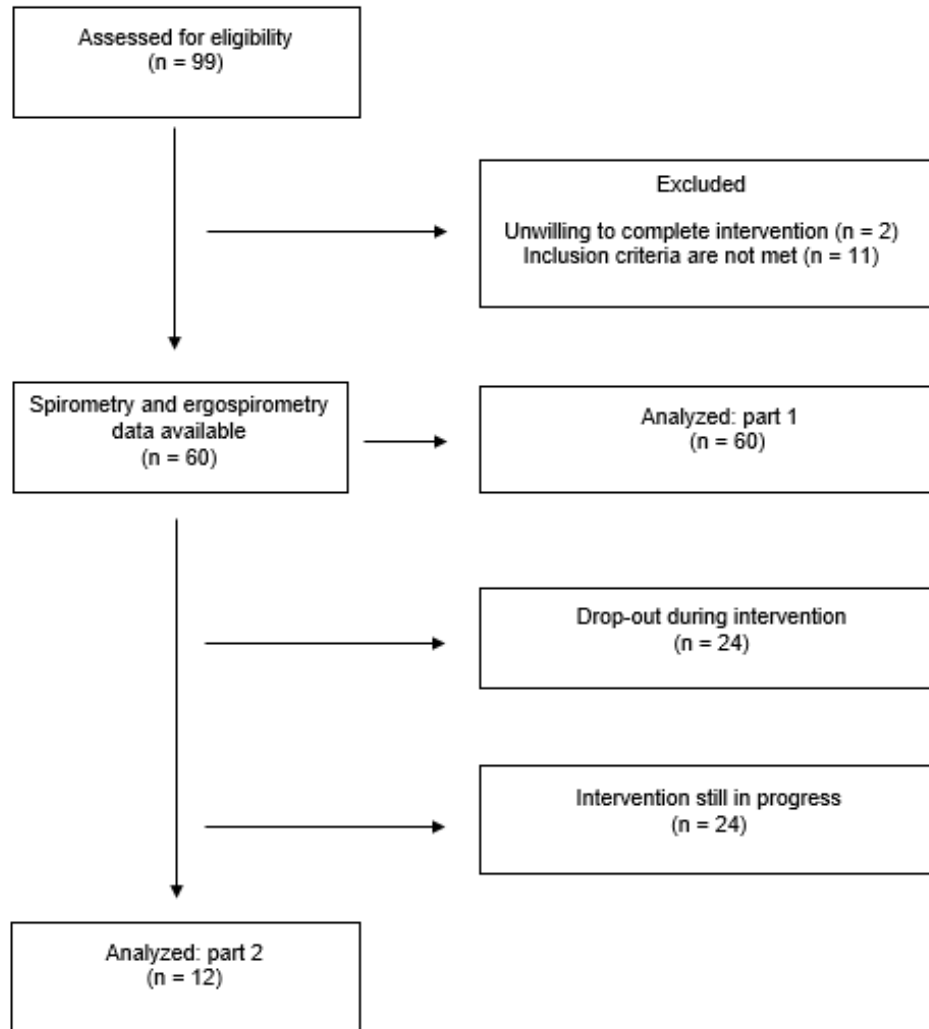 Assessed for eligibility
(n = 99)
Excluded
Unwilling to complete intervention (n = 2)
Inclusion criteria are not met (n = 11)
Spirometry and ergospirometry
data available
(n = 60)
Analyzed: part 1
(n = 60)
Drop-out during intervention
(n = 24)
Intervention still in progress
(n = 24)
Analyzed: part 2
(n = 12)